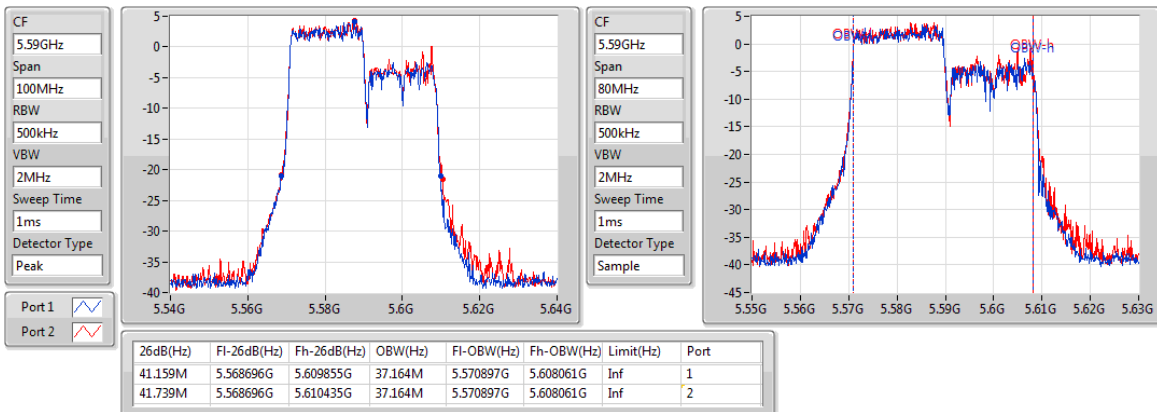 CF
5.59GHz
Span
100MHz
RBW
500kHz
VBW
2MHz
Sweep Time
1ms
Detector Type
Peak
Port 1
Port 2
5
0
-5
-10
-15
-20
-25
-30
-35
-40
5.54G 5.56G 5.58G 5.6G 5.62G 5.64G
CF
5.59GHz
Span
80MHz
RBW
500kHz
VBW
2MHz
Sweep Time
1ms
Detector Type
Sample
5
0
-5
-10
-15
-20
-25
-30
-35
-40
-45
OBW-h
5.55G 5.56G 5.57G 5.58G 5.59G 5.6G 5.61G 5.62G 5.63G
26dB(Hz) Fl-26dB(Hz) Fh-26dB(Hz) OBW(Hz) Fl-OBW(Hz) Fh-OBW(Hz) Limit(Hz) Port
41.159M 5.568696G 5.609855G 37.164M 5.570897G 5.608061G Inf 1
41.739M 5.568696G 5.610435G 37.164M 5.570897G 5.608061G Inf 2